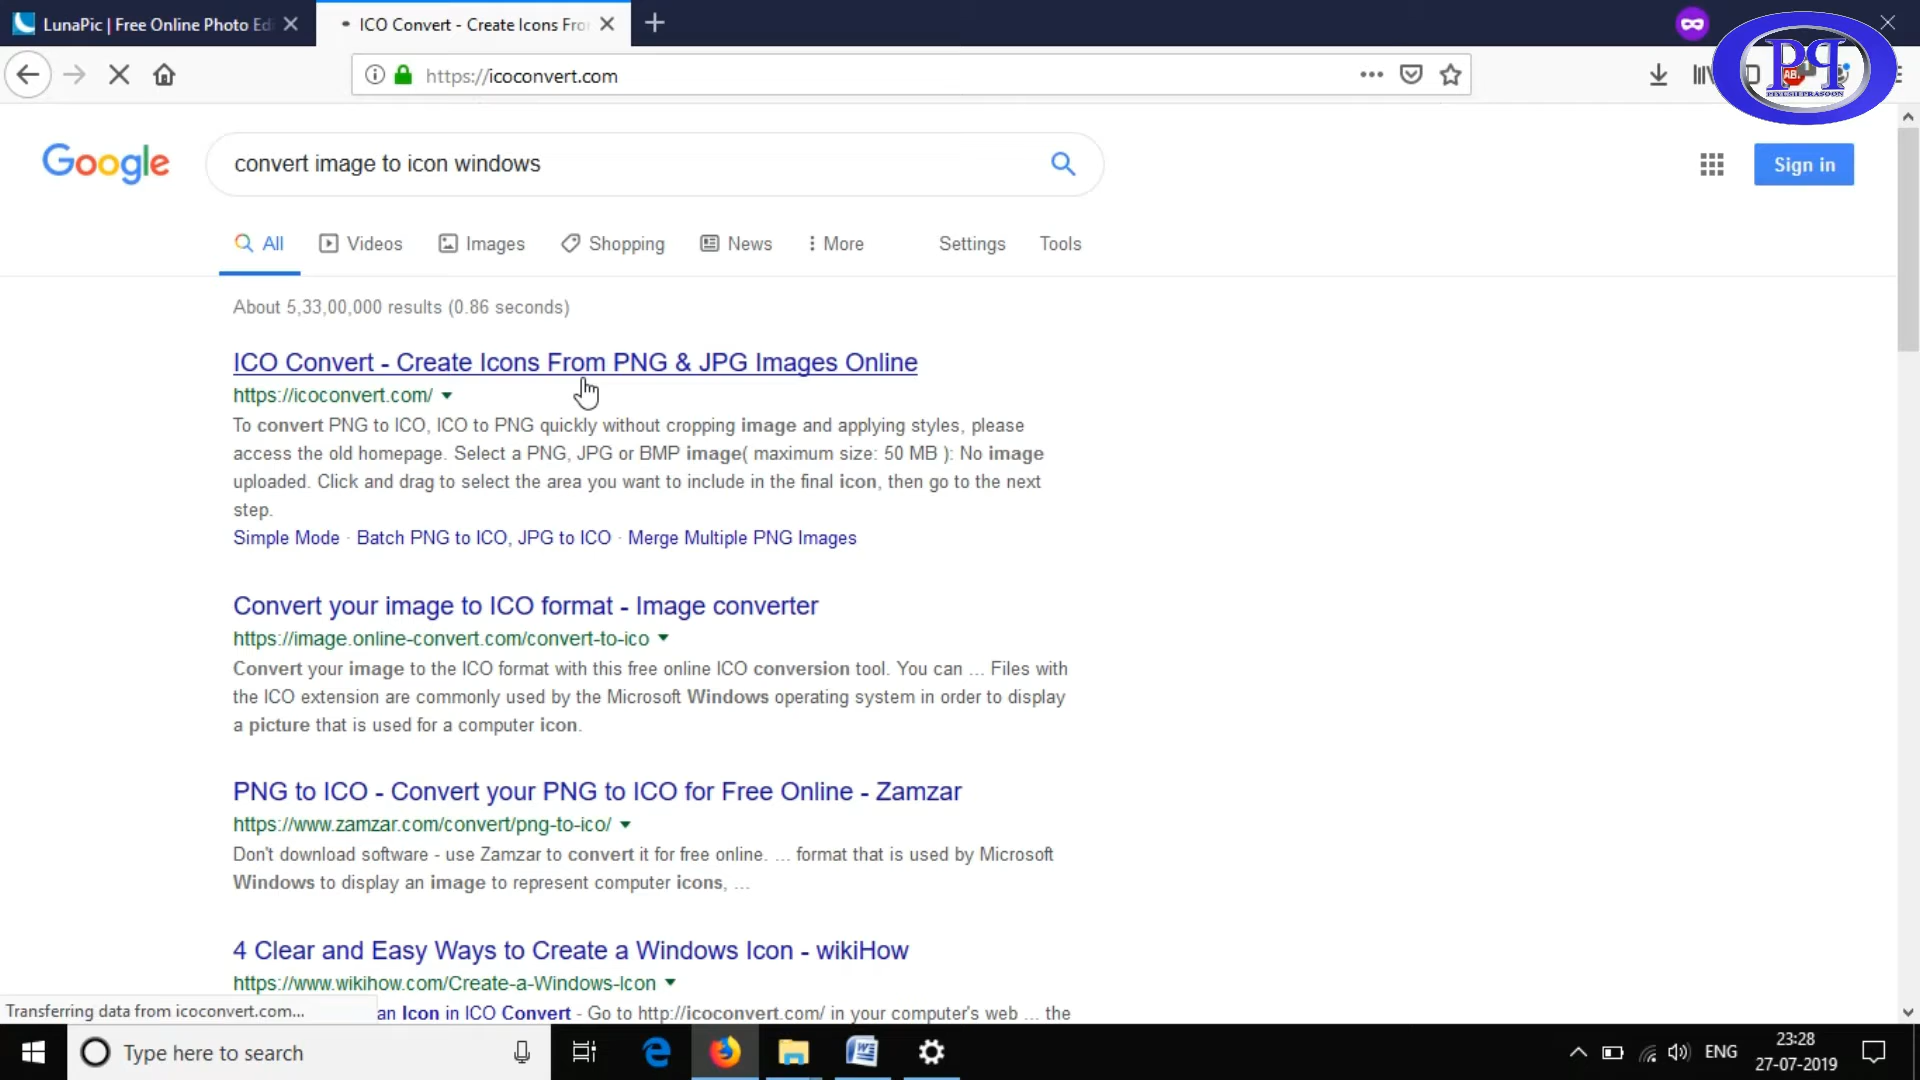 LunaPic | Free Online Photo Edi
ICO Convert - Create Icons Fro
https://icoconvert.com
Pq
PIYUSHPRASOON
Google
convert image to icon windows
Sign in
All
Videos
Images
Shopping
News
More
Settings
Tools
About 5,33,00,000 results (0.86 seconds)
ICO Convert - Create Icons From PNG & JPG Images Online
https://icoconvert.com/
To convert PNG to ICO, ICO to PNG quickly without cropping image and applying styles, please
access the old homepage. Select a PNG, JPG or BMP image( maximum size: 50 MB ): No image
uploaded. Click and drag to select the area you want to include in the final icon, then go to the next
step.
Simple Mode · Batch PNG to ICO, JPG to ICO · Merge Multiple PNG Images
Convert your image to ICO format - Image converter
https://image.online-convert.com/convert-to-ico
Convert your image to the ICO format with this free online ICO conversion tool. You can ... Files with
the ICO extension are commonly used by the Microsoft Windows operating system in order to display
a picture that is used for a computer icon.
PNG to ICO - Convert your PNG to ICO for Free Online - Zamzar
https://www.zamzar.com/convert/png-to-ico/
Don't download software - use Zamzar to convert it for free online. ... format that is used by Microsoft
Windows to display an image to represent computer icons, ...
4 Clear and Easy Ways to Create a Windows Icon - wikiHow
https://www.wikihow.com/Create-a-Windows-Icon
Transferring data from icoconvert.com...
an Icon in ICO Convert - Go to http://icoconvert.com/ in your computer's web ... the
Type here to search
ENG
23:28
27-07-2019